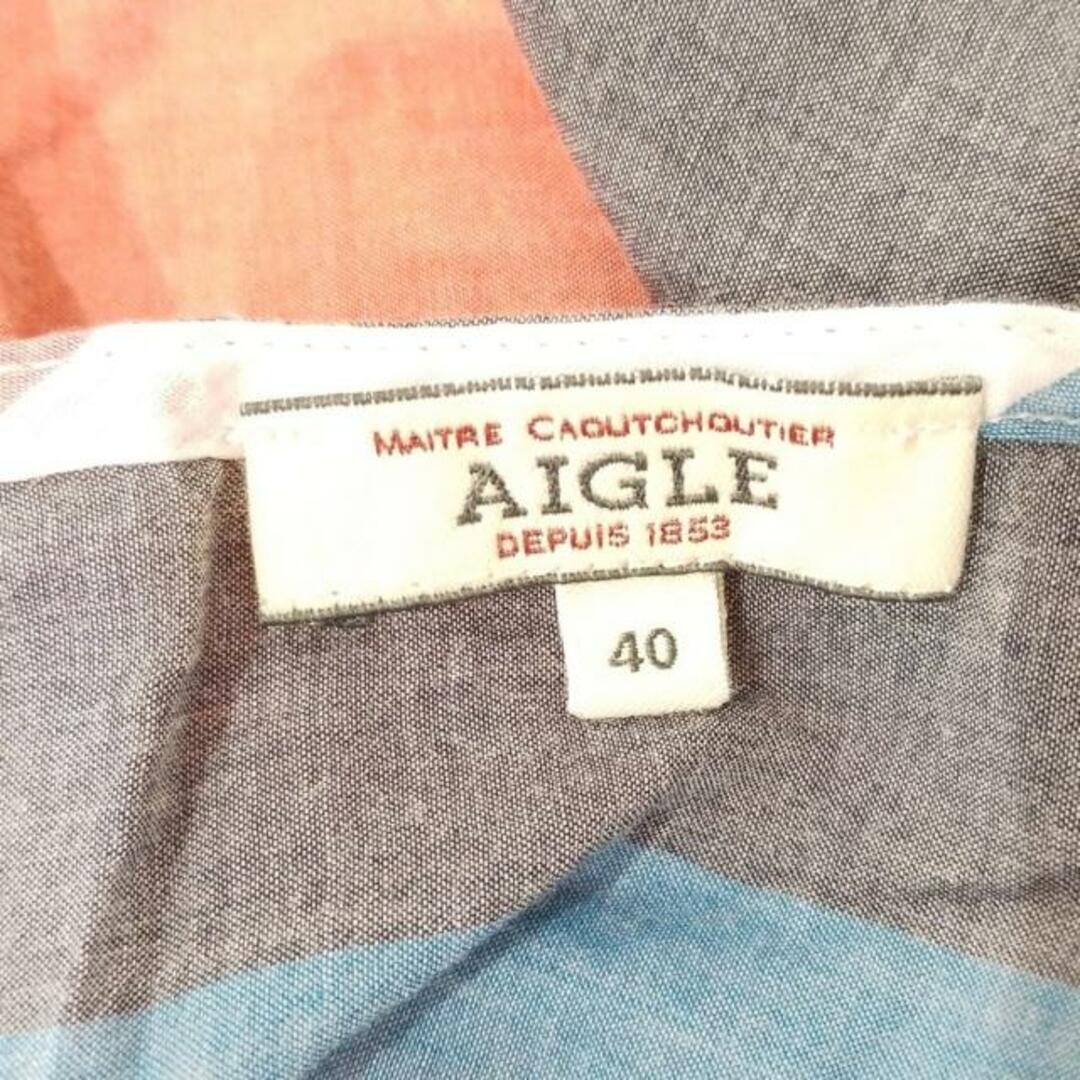 MAITRE CAOUTCHOUTIER
AIGLE
DEPUIS 1853
40